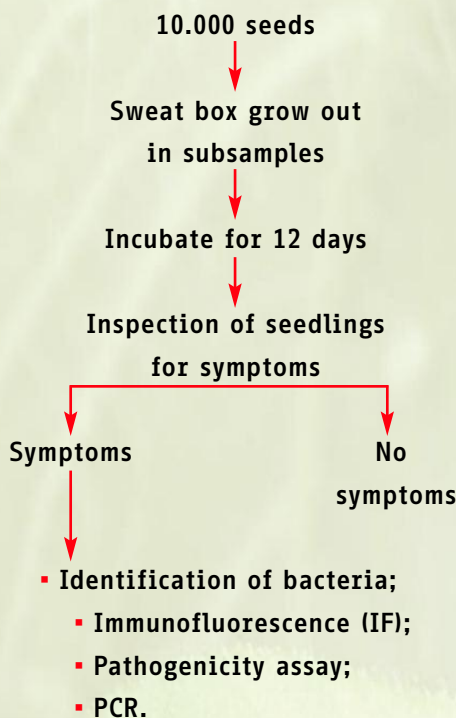 10.000 seeds
Sweat box grow out
in subsamples
Incubate for 12 days
Inspection of seedlings
for symptoms
Symptoms
No
symptoms
▪ Identification of bacteria;
▪ Immunofluorescence (IF);
▪ Pathogenicity assay;
▪ PCR.